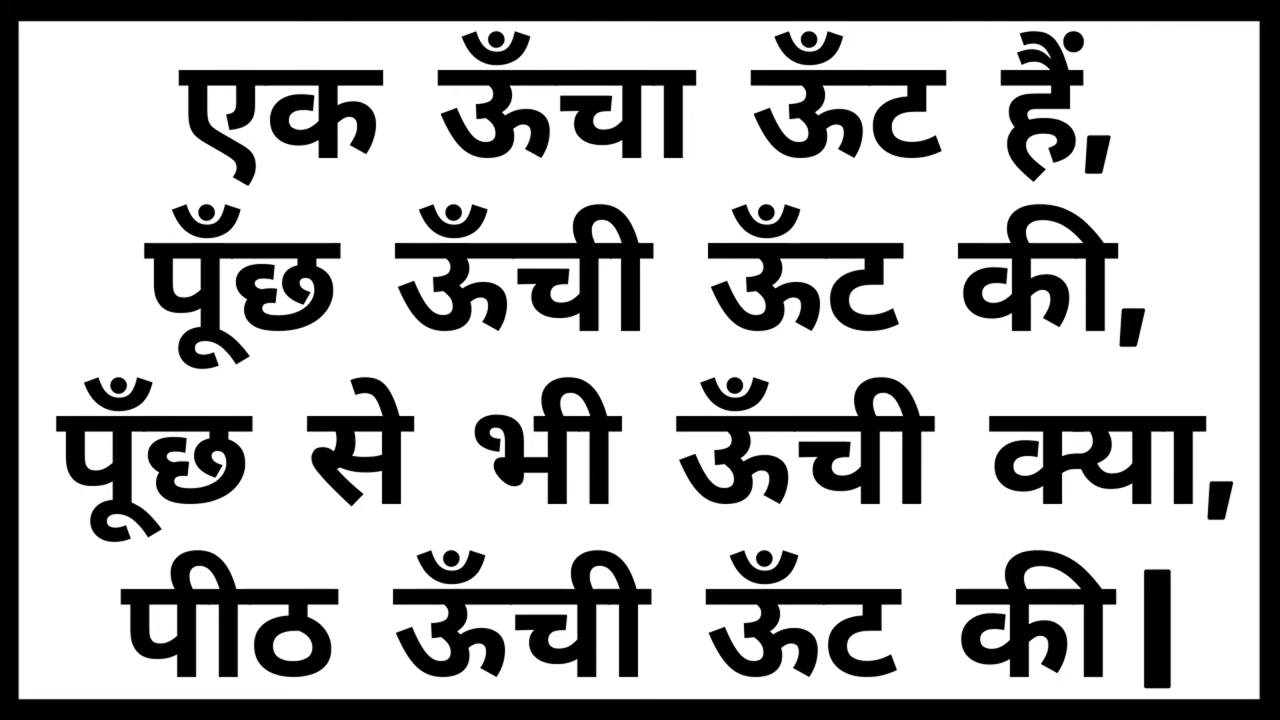 एक ऊँचा ऊँट हैं,
पूँछ ऊँची ऊँट की,
पूँछ से भी ऊँची क्या,
पीठ ऊँची ऊँट की।